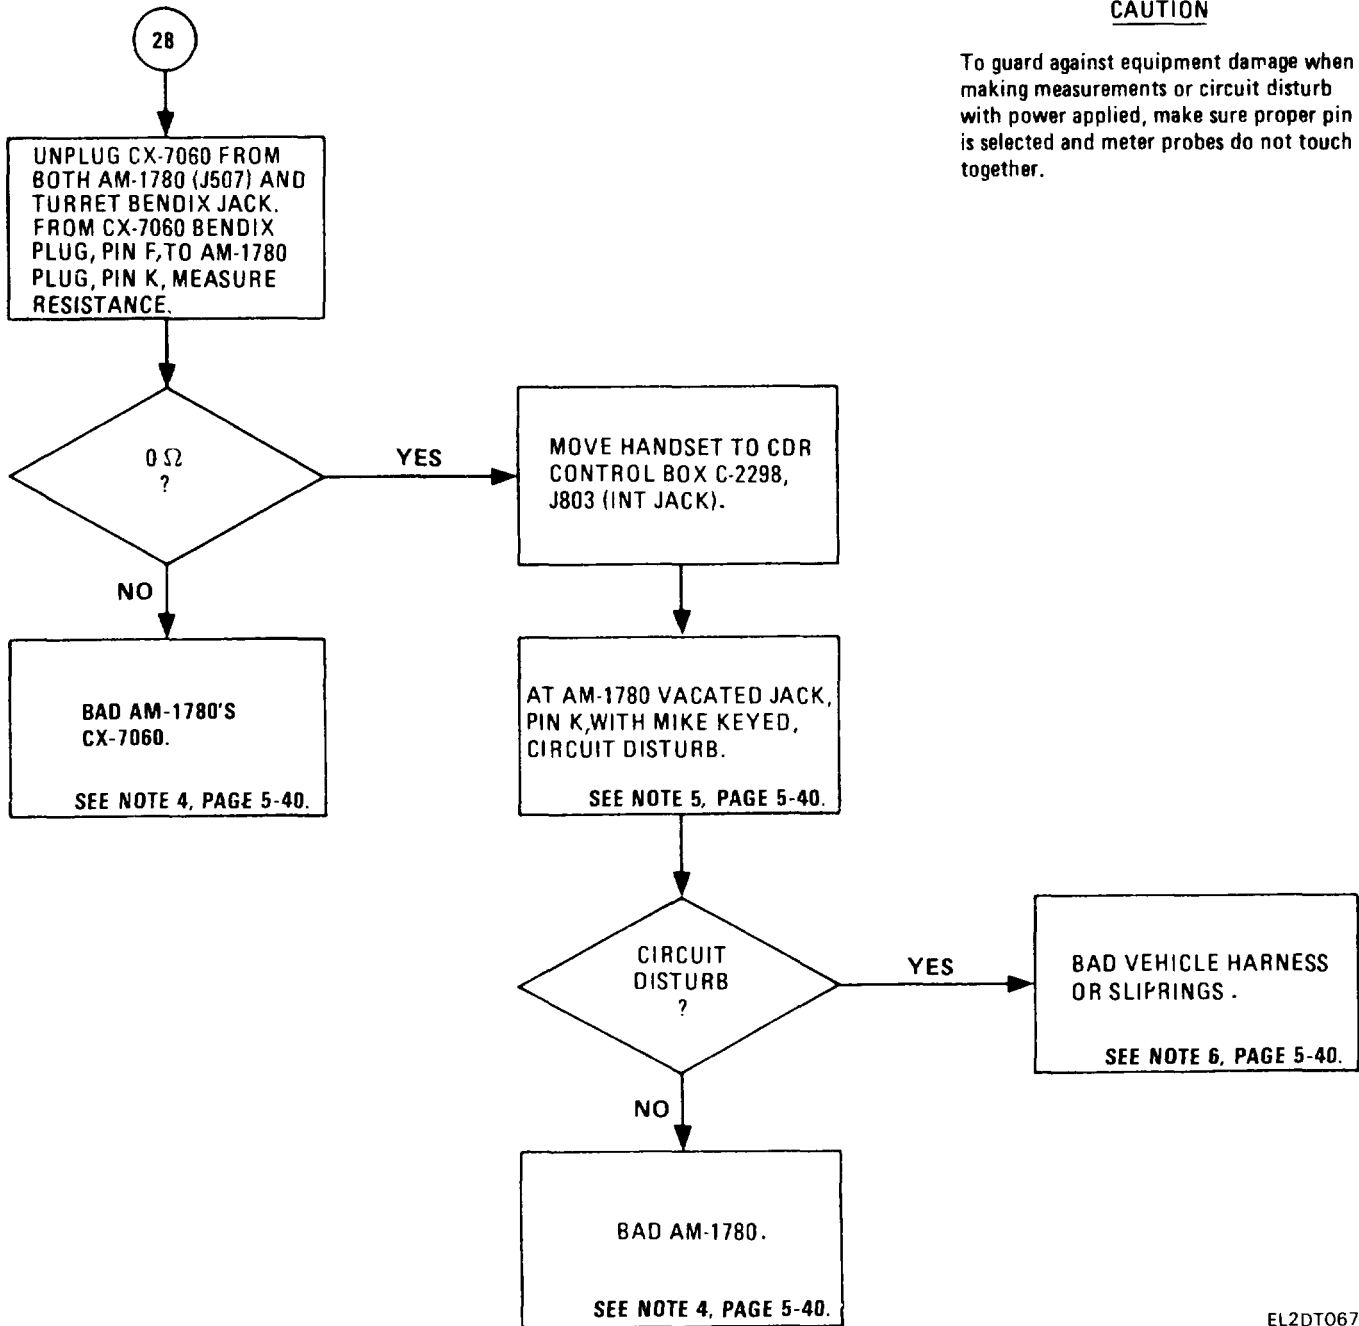 CAUTION
To guard against equipment damage when
making measurements or circuit disturb
with power applied, make sure proper pin
is selected and meter probes do not touch
together.
28
UNPLUG CX-7060 FROM
BOTH AM-1780 (J507) AND
TURRET BENDIX JACK.
FROM CX-7060 BENDIX
PLUG, PIN F,TO AM-1780
PLUG, PIN K, MEASURE
RESISTANCE.
0 Ω
?
YES
NO
BAD AM-1780'S
CX-7060.
SEE NOTE 4, PAGE 5-40.
MOVE HANDSET TO CDR
CONTROL BOX C-2298,
J803 (INT JACK).
AT AM-1780 VACATED JACK,
PIN K,WITH MIKE KEYED,
CIRCUIT DISTURB.
SEE NOTE 5, PAGE 5-40.
CIRCUIT
DISTURB
?
YES
BAD VEHICLE HARNESS
OR SLIPRINGS.
SEE NOTE 6, PAGE 5-40.
NO
BAD AM-1780.
SEE NOTE 4, PAGE 5-40.
EL2DT067